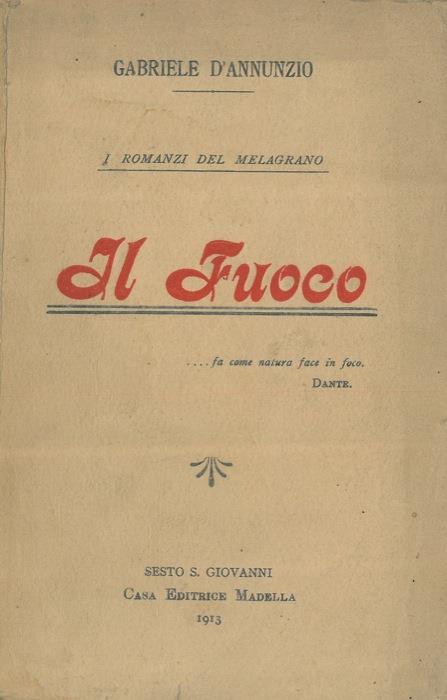 GABRIELE D'ANNUNZIO
I ROMANZI DEL MELAGRANO
Il Fuoco
....fa come natura face in foco.
DANTE.
SESTO S. GIOVANNI
CASA EDITRICE MADELLA
1913